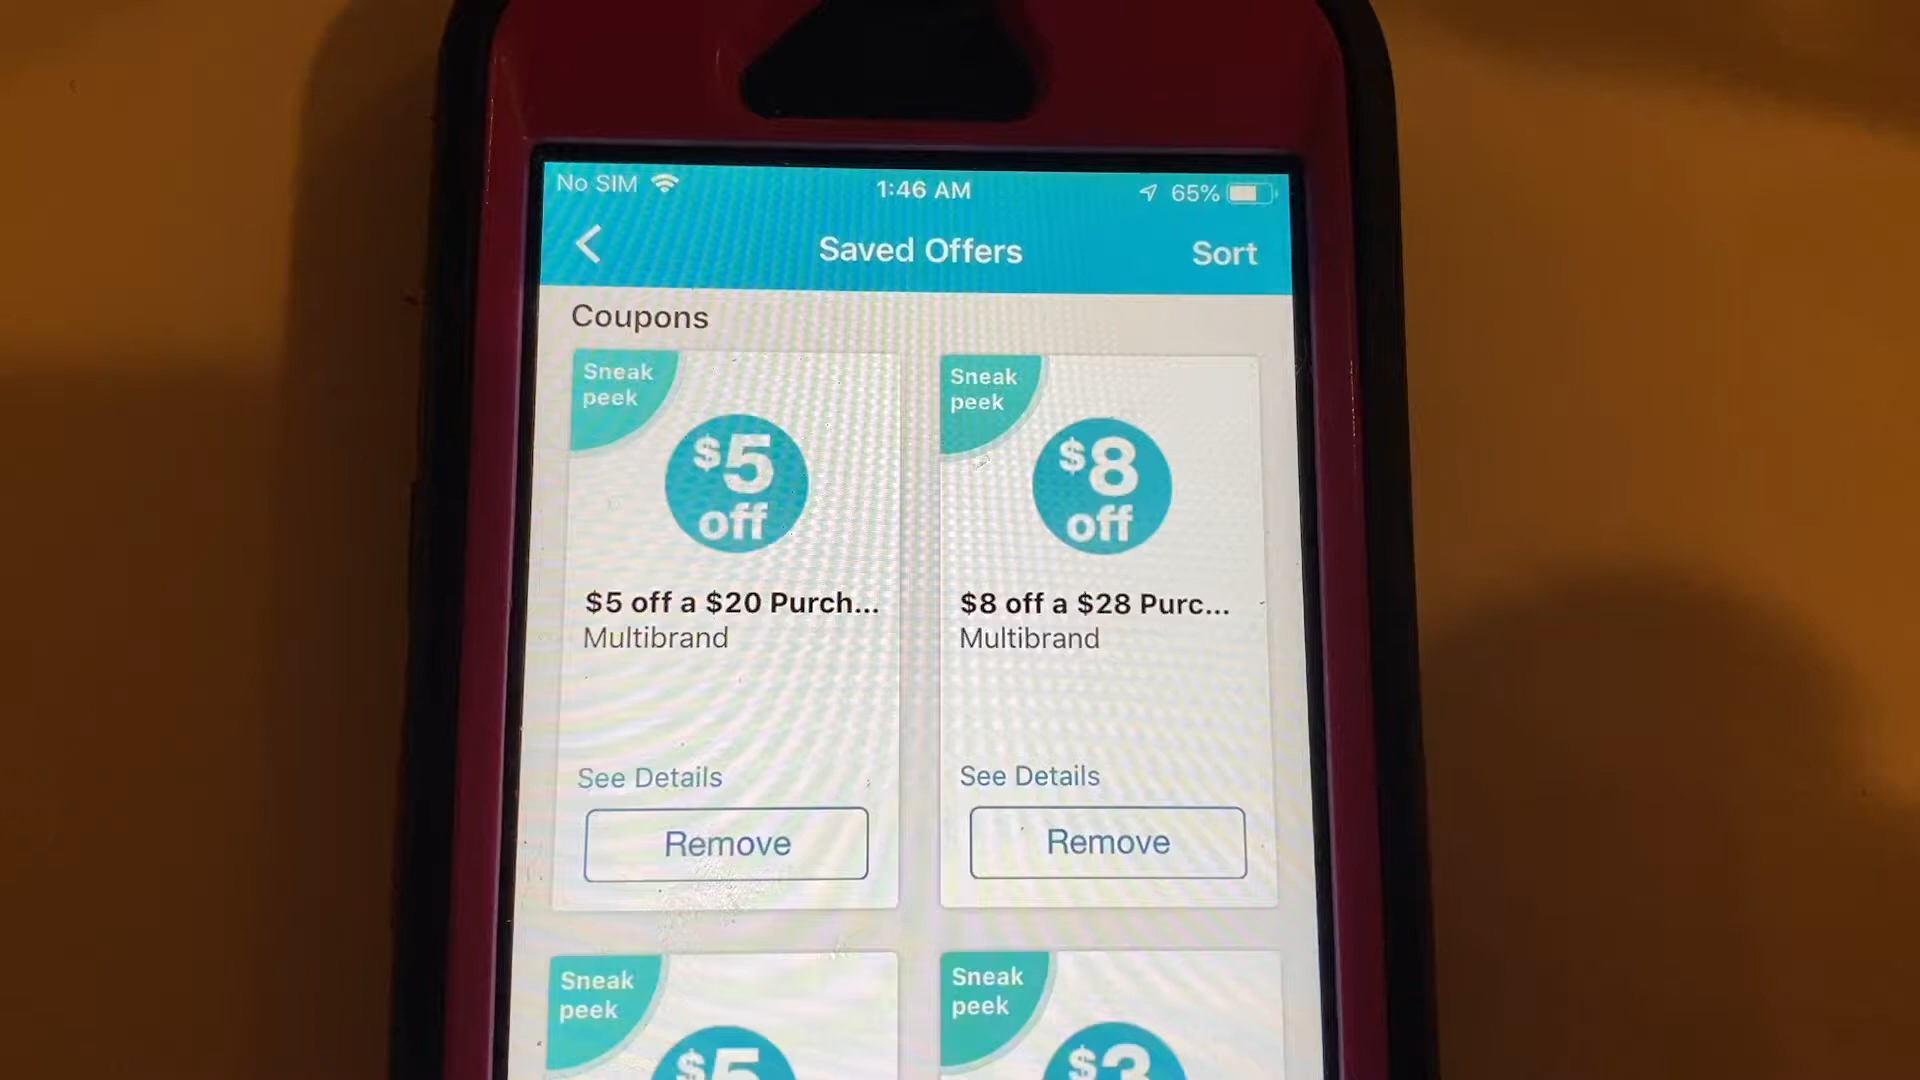 No SIM 1:46 AM 65%
Saved Offers Sort
Coupons
Sneak
peek
$5
off
$5 off a $20 Purch...
Multibrand
See Details
Remove
Sneak
peek
$8
off
$8 off a $28 Purc...
Multibrand
See Details
Remove
Sneak
peek
$5
Sneak
peek
$3